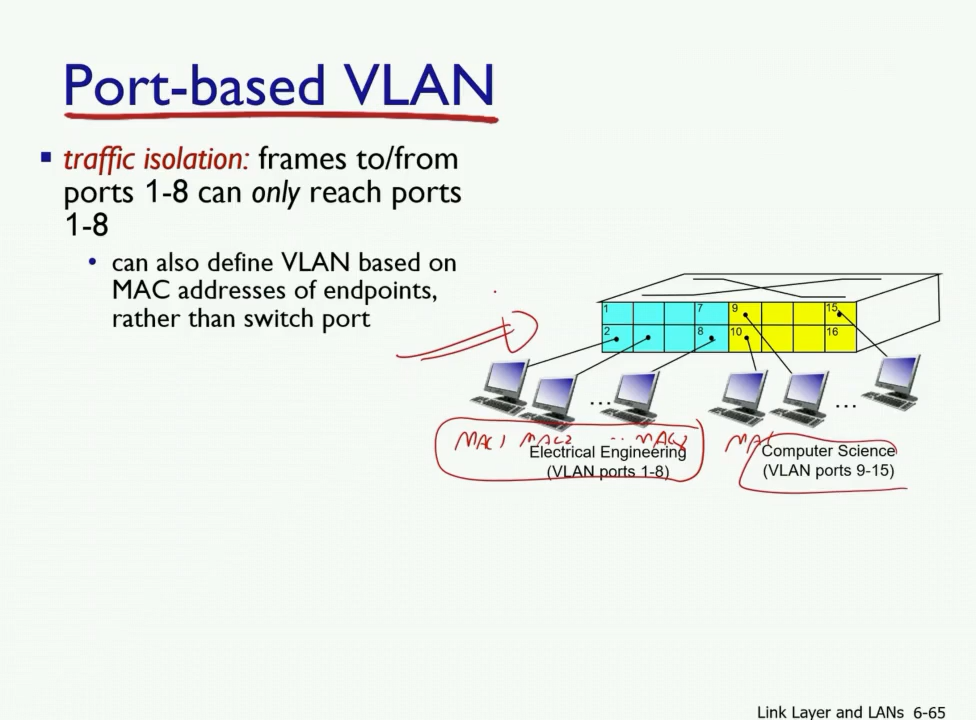 Port-based VLAN
traffic isolation: frames to/from
ports 1-8 can only reach ports
1-8
can also define VLAN based on
MAC addresses of endpoints,
rather than switch port
1 7 9 15
2 8 10 16
... ...
MAC1 MAC2 ... MAC8
Electrical Engineering
(VLAN ports 1-8)
Computer Science
(VLAN ports 9-15)
Link Layer and LANs 6-65